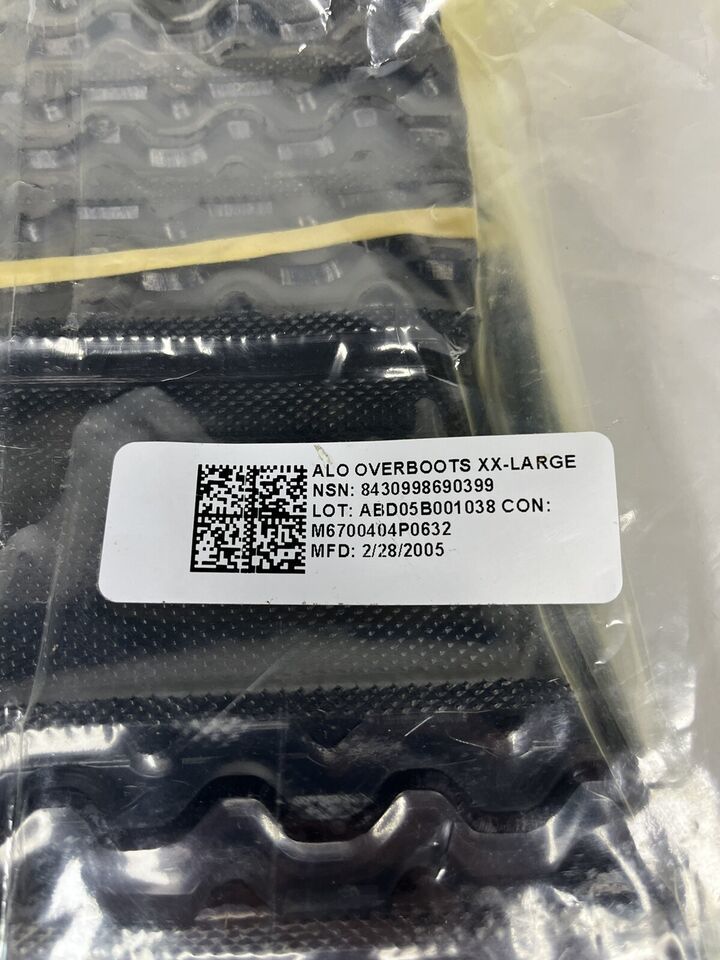 ALO OVERBOOTS XX-LARGE
NSN: 8430998690399
LOT: ABD05B001038 CON:
M6700404P0632
MFD: 2/28/2005